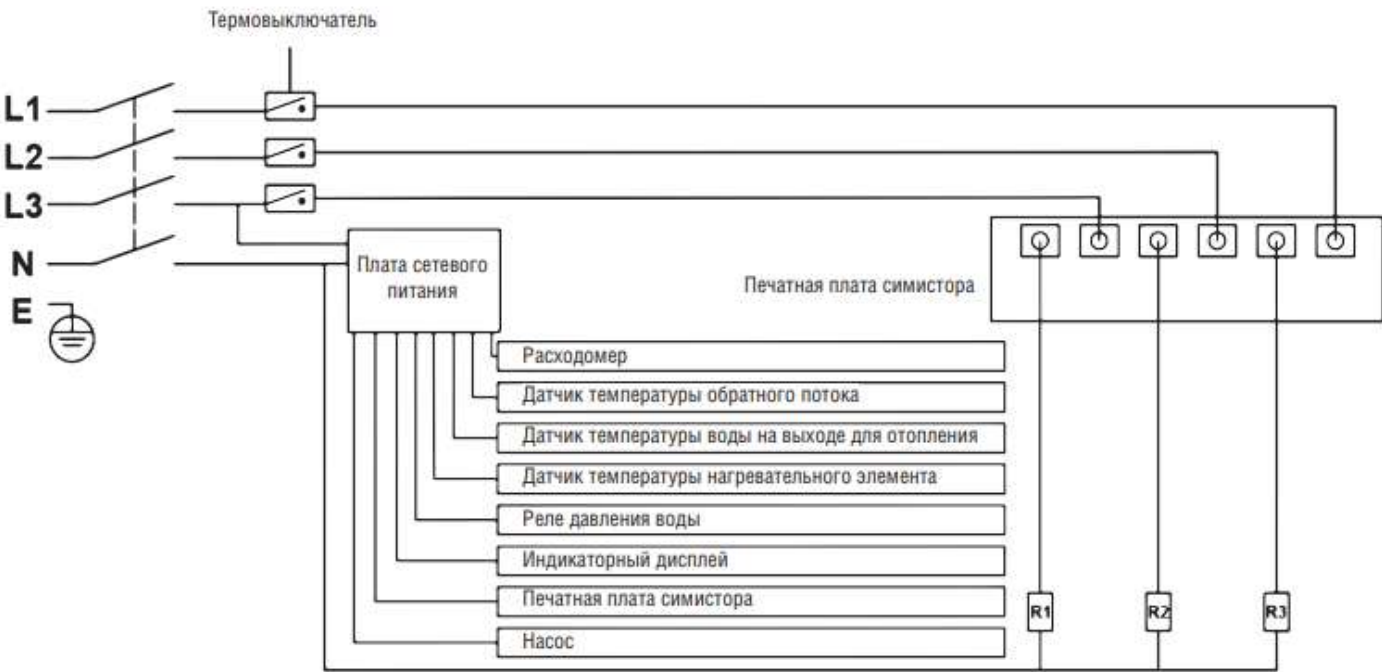 Термовыключатель
L1
L2
L3
N
E
Плата сетевого
питания
Печатная плата симистора
Расходомер
Датчик температуры обратного потока
Датчик температуры воды на выходе для отопления
Датчик температуры нагревательного элемента
Реле давления воды
Индикаторный дисплей
Печатная плата симистора
Насос
R1
R2
R3